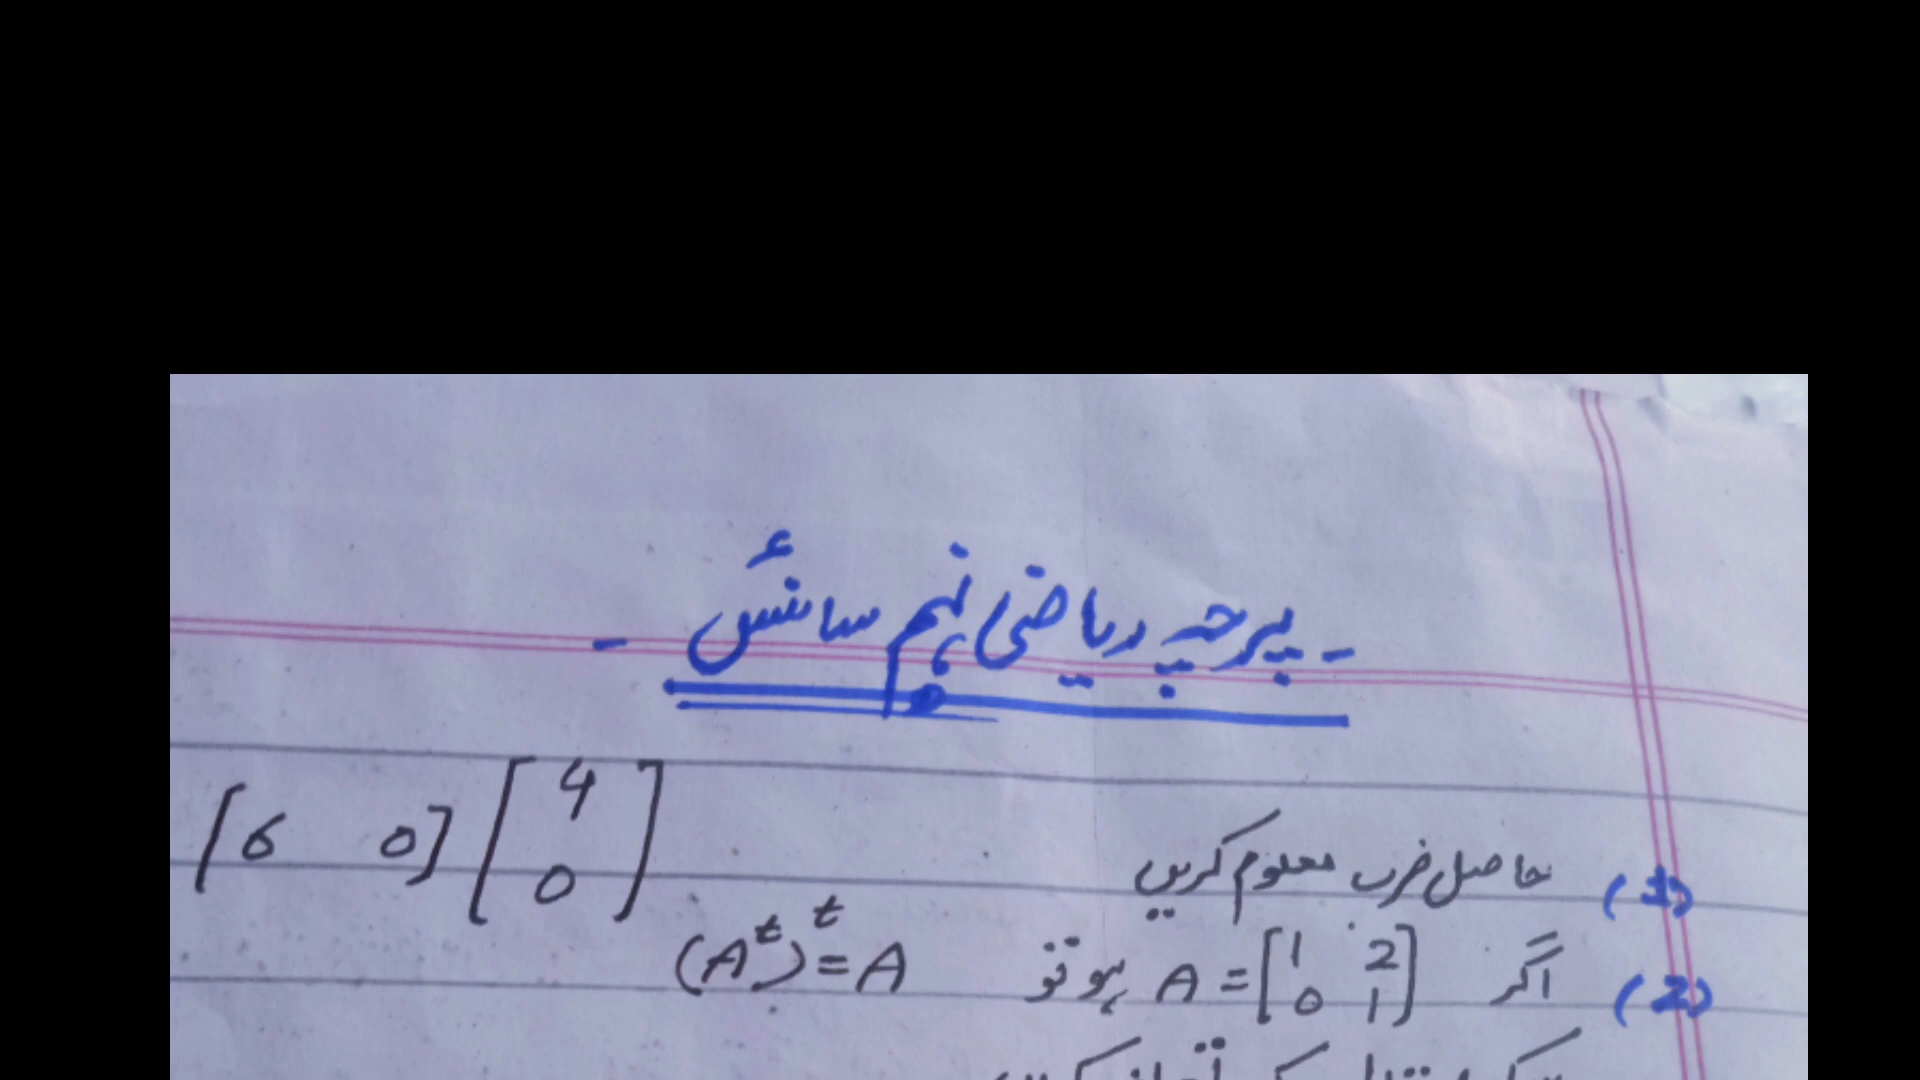 - پرچہ ریاضی نہم سائنس -
(1) حاصل ضرب معلوم کریں [6 0] [4 0]
(2) اگر A = [1 2 0 1] ہو تو (A^t)^t = A